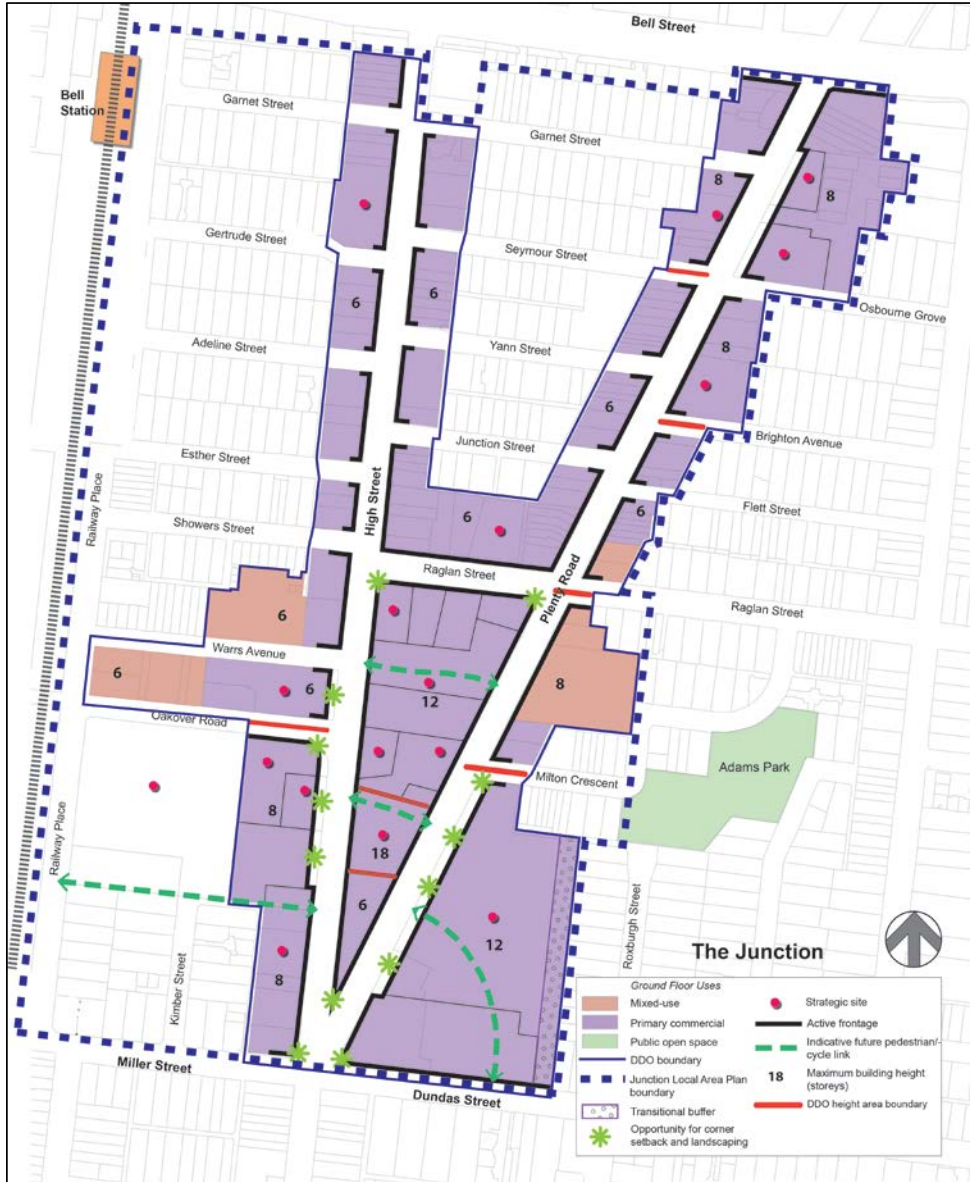 Bell Street
Bell
Station
Garnet Street
Garnet Street
8
8
Gertrude Street
Seymour Street
Osbourne Grove
6
6
Adeline Street
Yann Street
8
6
Brighton Avenue
Junction Street
Esther Street
Railway Place
High Street
Flett Street
6
6
Showers Street
Plenty Road
Raglan Street
Raglan Street
6
Warrs Avenue
6
6
8
12
Oakover Road
Milton Crescent
Adams Park
8
18
Railway Place
6
12
8
Kimber Street
Roxburgh Street
Miller Street
Dundas Street
The Junction
Ground Floor Uses
Mixed-use
Primary commercial
Public open space
DDO boundary
Junction Local Area Plan
boundary
Transitional buffer
Opportunity for corner
setback and landscaping
Strategic site
Active frontage
Indicative future pedestrian/-
cycle link
18
Maximum building height
(storeys)
DDO height area boundary